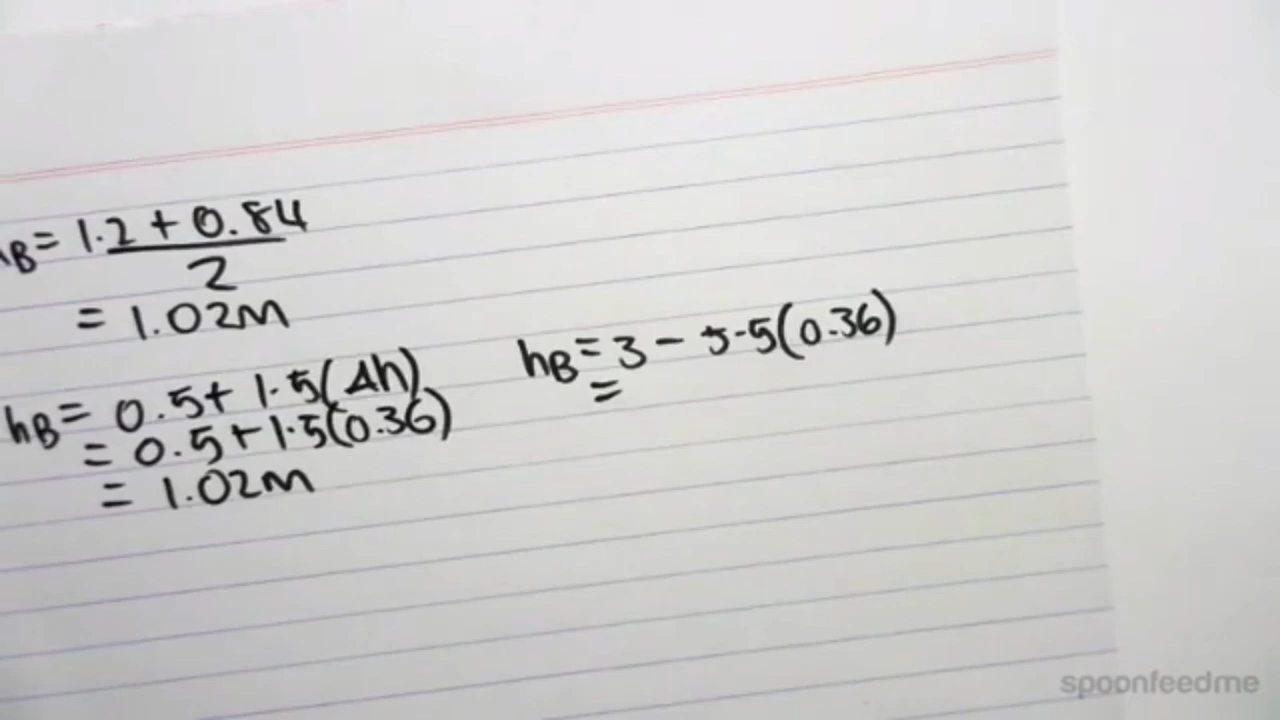 hB = 1.2 + 0.84
2
= 1.02m
hB = 0.5 + 1.5(Δh)
= 0.5 + 1.5(0.36)
= 1.02m
hB = 3 - 5.5(0.36)
=
spoonfeedme